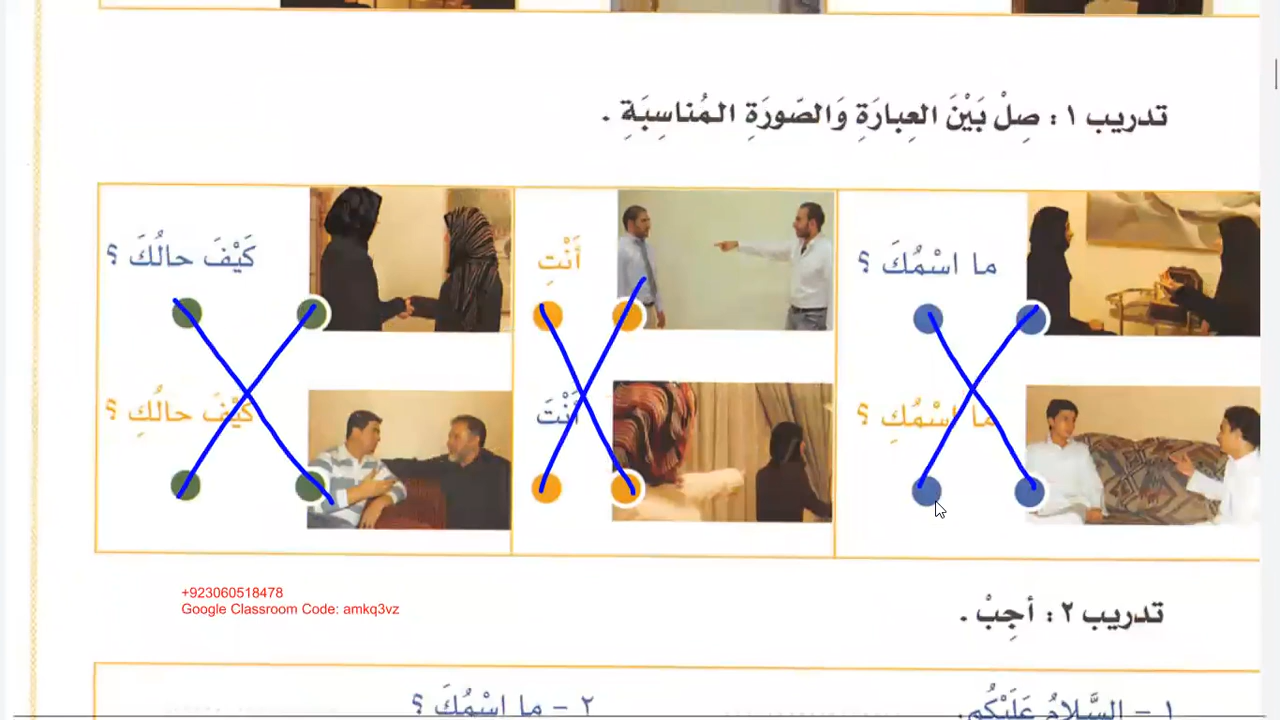 تدريب ١ : صِلْ بَيْنَ العِبارَةِ وَالصّورَةِ المُناسِبَةِ .
ما اسْمُكَ ؟
أَنْتِ
كَيْفَ حالُكَ ؟
ما اسْمُكِ ؟
أَنْتَ
كَيْفَ حالُكِ ؟
+923060518478
Google Classroom Code: amkq3vz
تدريب ٢ : أجِبْ .
١ - السَّلامُ عَلَيْكُم.
٢ - ما اسْمُكَ ؟